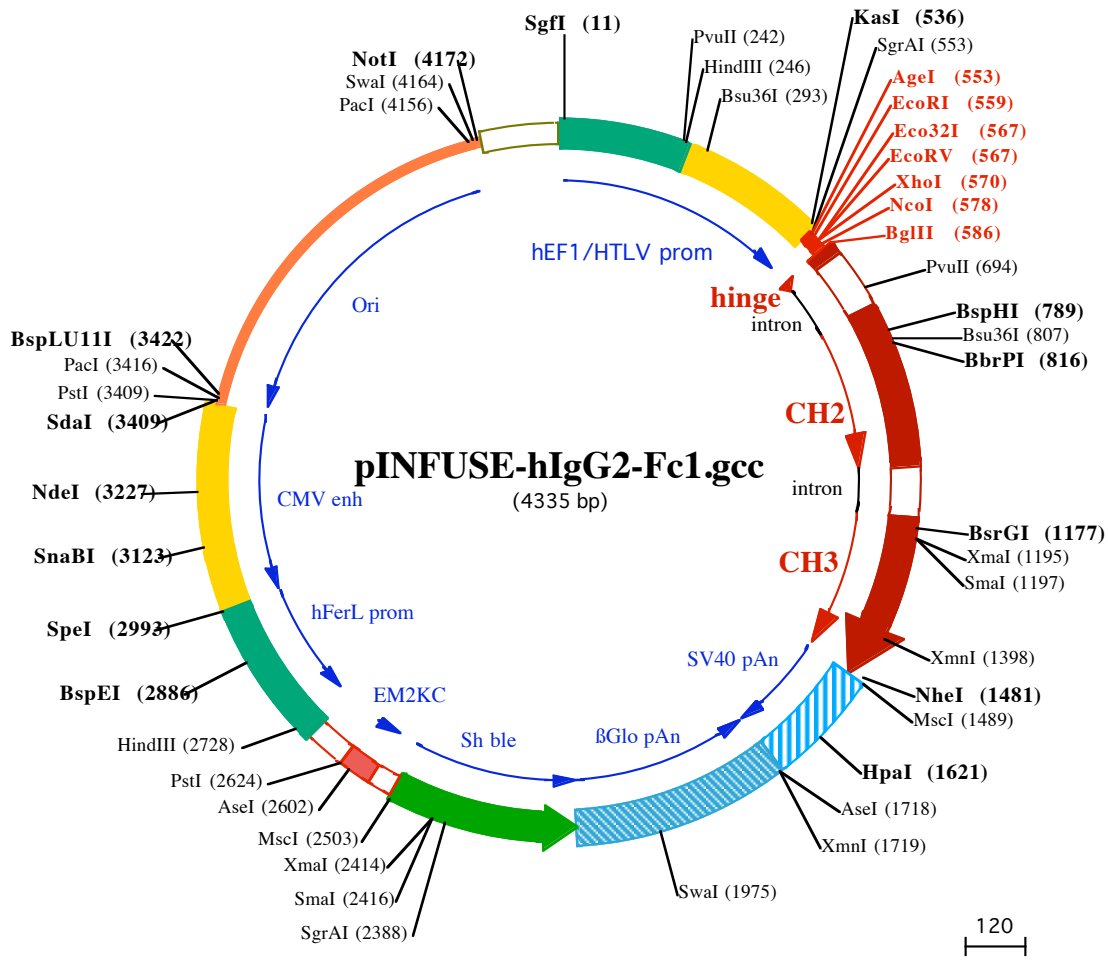 SgfI (11)
PvuII (242)
HindIII (246)
Bsu36I (293)
KasI (536)
SgrAI (553)
AgeI (553)
EcoRI (559)
Eco32I (567)
EcoRV (567)
XhoI (570)
NcoI (578)
BglII (586)
PvuII (694)
BspHI (789)
Bsu36I (807)
BbrPI (816)
BsrGI (1177)
XmaI (1195)
SmaI (1197)
XmnI (1398)
NheI (1481)
MscI (1489)
HpaI (1621)
AseI (1718)
XmnI (1719)
SwaI (1975)
SgrAI (2388)
SmaI (2416)
XmaI (2414)
MscI (2503)
AseI (2602)
PstI (2624)
HindIII (2728)
BspEI (2886)
SpeI (2993)
SnaBI (3123)
NdeI (3227)
SdaI (3409)
PstI (3409)
PacI (3416)
BspLU11I (3422)
PacI (4156)
SwaI (4164)
NotI (4172)
hEF1/HTLV prom
hinge
intron
CH2
intron
CH3
SV40 pAn
ßGlo pAn
Sh ble
EM2KC
hFerL prom
CMV enh
Ori
pINFUSE-hIgG2-Fc1.gcc
(4335 bp)
120